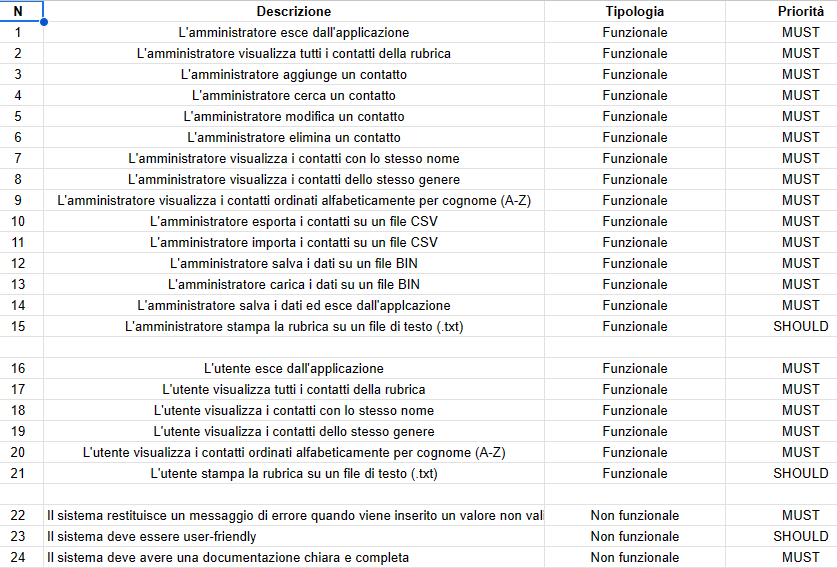 N Descrizione Tipologia Priorità
1 L'amministratore esce dall'applicazione Funzionale MUST
2 L'amministratore visualizza tutti i contatti della rubrica Funzionale MUST
3 L'amministratore aggiunge un contatto Funzionale MUST
4 L'amministratore cerca un contatto Funzionale MUST
5 L'amministratore modifica un contatto Funzionale MUST
6 L'amministratore elimina un contatto Funzionale MUST
7 L'amministratore visualizza i contatti con lo stesso nome Funzionale MUST
8 L'amministratore visualizza i contatti dello stesso genere Funzionale MUST
9 L'amministratore visualizza i contatti ordinati alfabeticamente per cognome (A-Z) Funzionale MUST
10 L'amministratore esporta i contatti su un file CSV Funzionale MUST
11 L'amministratore importa i contatti su un file CSV Funzionale MUST
12 L'amministratore salva i dati su un file BIN Funzionale MUST
13 L'amministratore carica i dati su un file BIN Funzionale MUST
14 L'amministratore salva i dati ed esce dall'applcazione Funzionale MUST
15 L'amministratore stampa la rubrica su un file di testo (.txt) Funzionale SHOULD
16 L'utente esce dall'applicazione Funzionale MUST
17 L'utente visualizza tutti i contatti della rubrica Funzionale MUST
18 L'utente visualizza i contatti con lo stesso nome Funzionale MUST
19 L'utente visualizza i contatti dello stesso genere Funzionale MUST
20 L'utente visualizza i contatti ordinati alfabeticamente per cognome (A-Z) Funzionale MUST
21 L'utente stampa la rubrica su un file di testo (.txt) Funzionale SHOULD
22 Il sistema restituisce un messaggio di errore quando viene inserito un valore non Non funzionale MUST
23 Il sistema deve essere user-friendly Non funzionale SHOULD
24 Il sistema deve avere una documentazione chiara e completa Non funzionale MUST